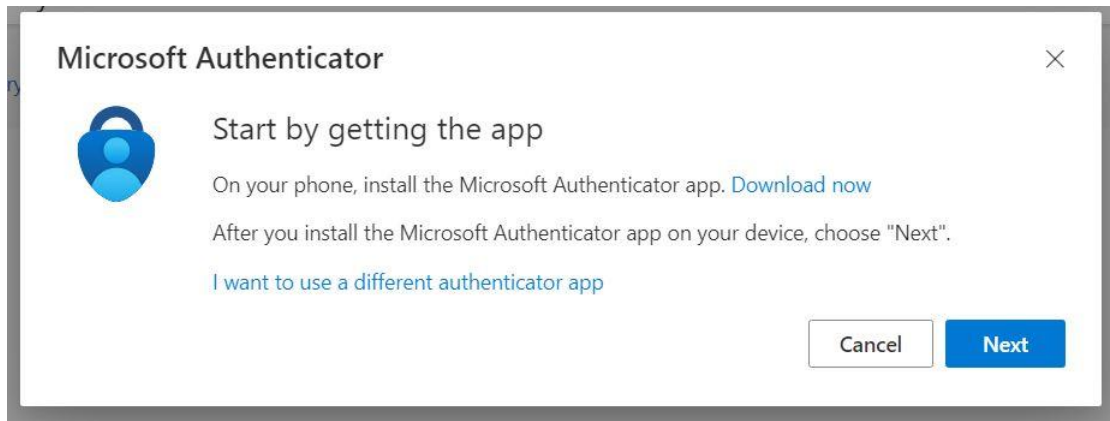 Microsoft Authenticator
Start by getting the app
On your phone, install the Microsoft Authenticator app. Download now
After you install the Microsoft Authenticator app on your device, choose "Next".
I want to use a different authenticator app
Cancel Next